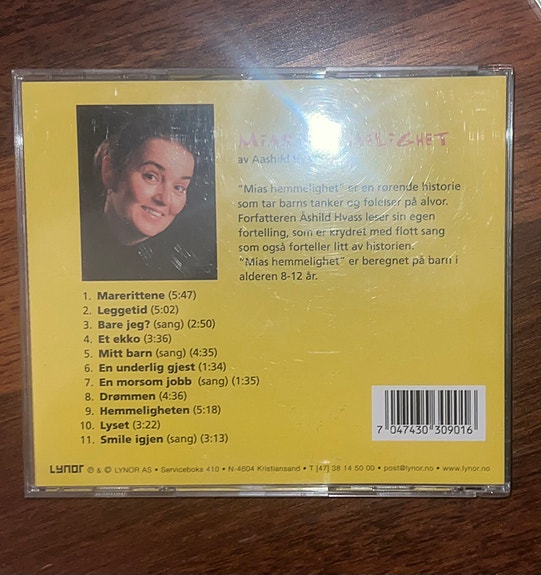 MIAS HEMMELIGHET
av Aashild
"Mias hemmelighet" er en rørende historie
som tar barns tanker og følelser på alvor.
Forfatteren Åshild Hvass leser sin egen
fortelling, som er krydret med flott sang
som også forteller litt av historien.
"Mias hemmelighet" er beregnet på barn i
alderen 8-12 år.
1. Marerittene (5:47)
2. Leggetid (5:02)
3. Bare jeg? (sang) (2:50)
4. Et ekko (3:36)
5. Mitt barn (sang) (4:35)
6. En underlig gjest (1:34)
7. En morsom jobb (sang) (1:35)
8. Drømmen (4:36)
9. Hemmeligheten (5:18)
10. Lyset (3:22)
11. Smile igjen (sang) (3:13)
7 047430 309016
LYNOR ℗ & © LYNOR AS • Serviceboks 410 • N-4604 Kristiansand • T [47] 38 14 50 00 • post@lynor.no • www.lynor.no